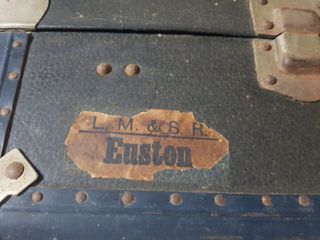 L. M. & S R.
Euston